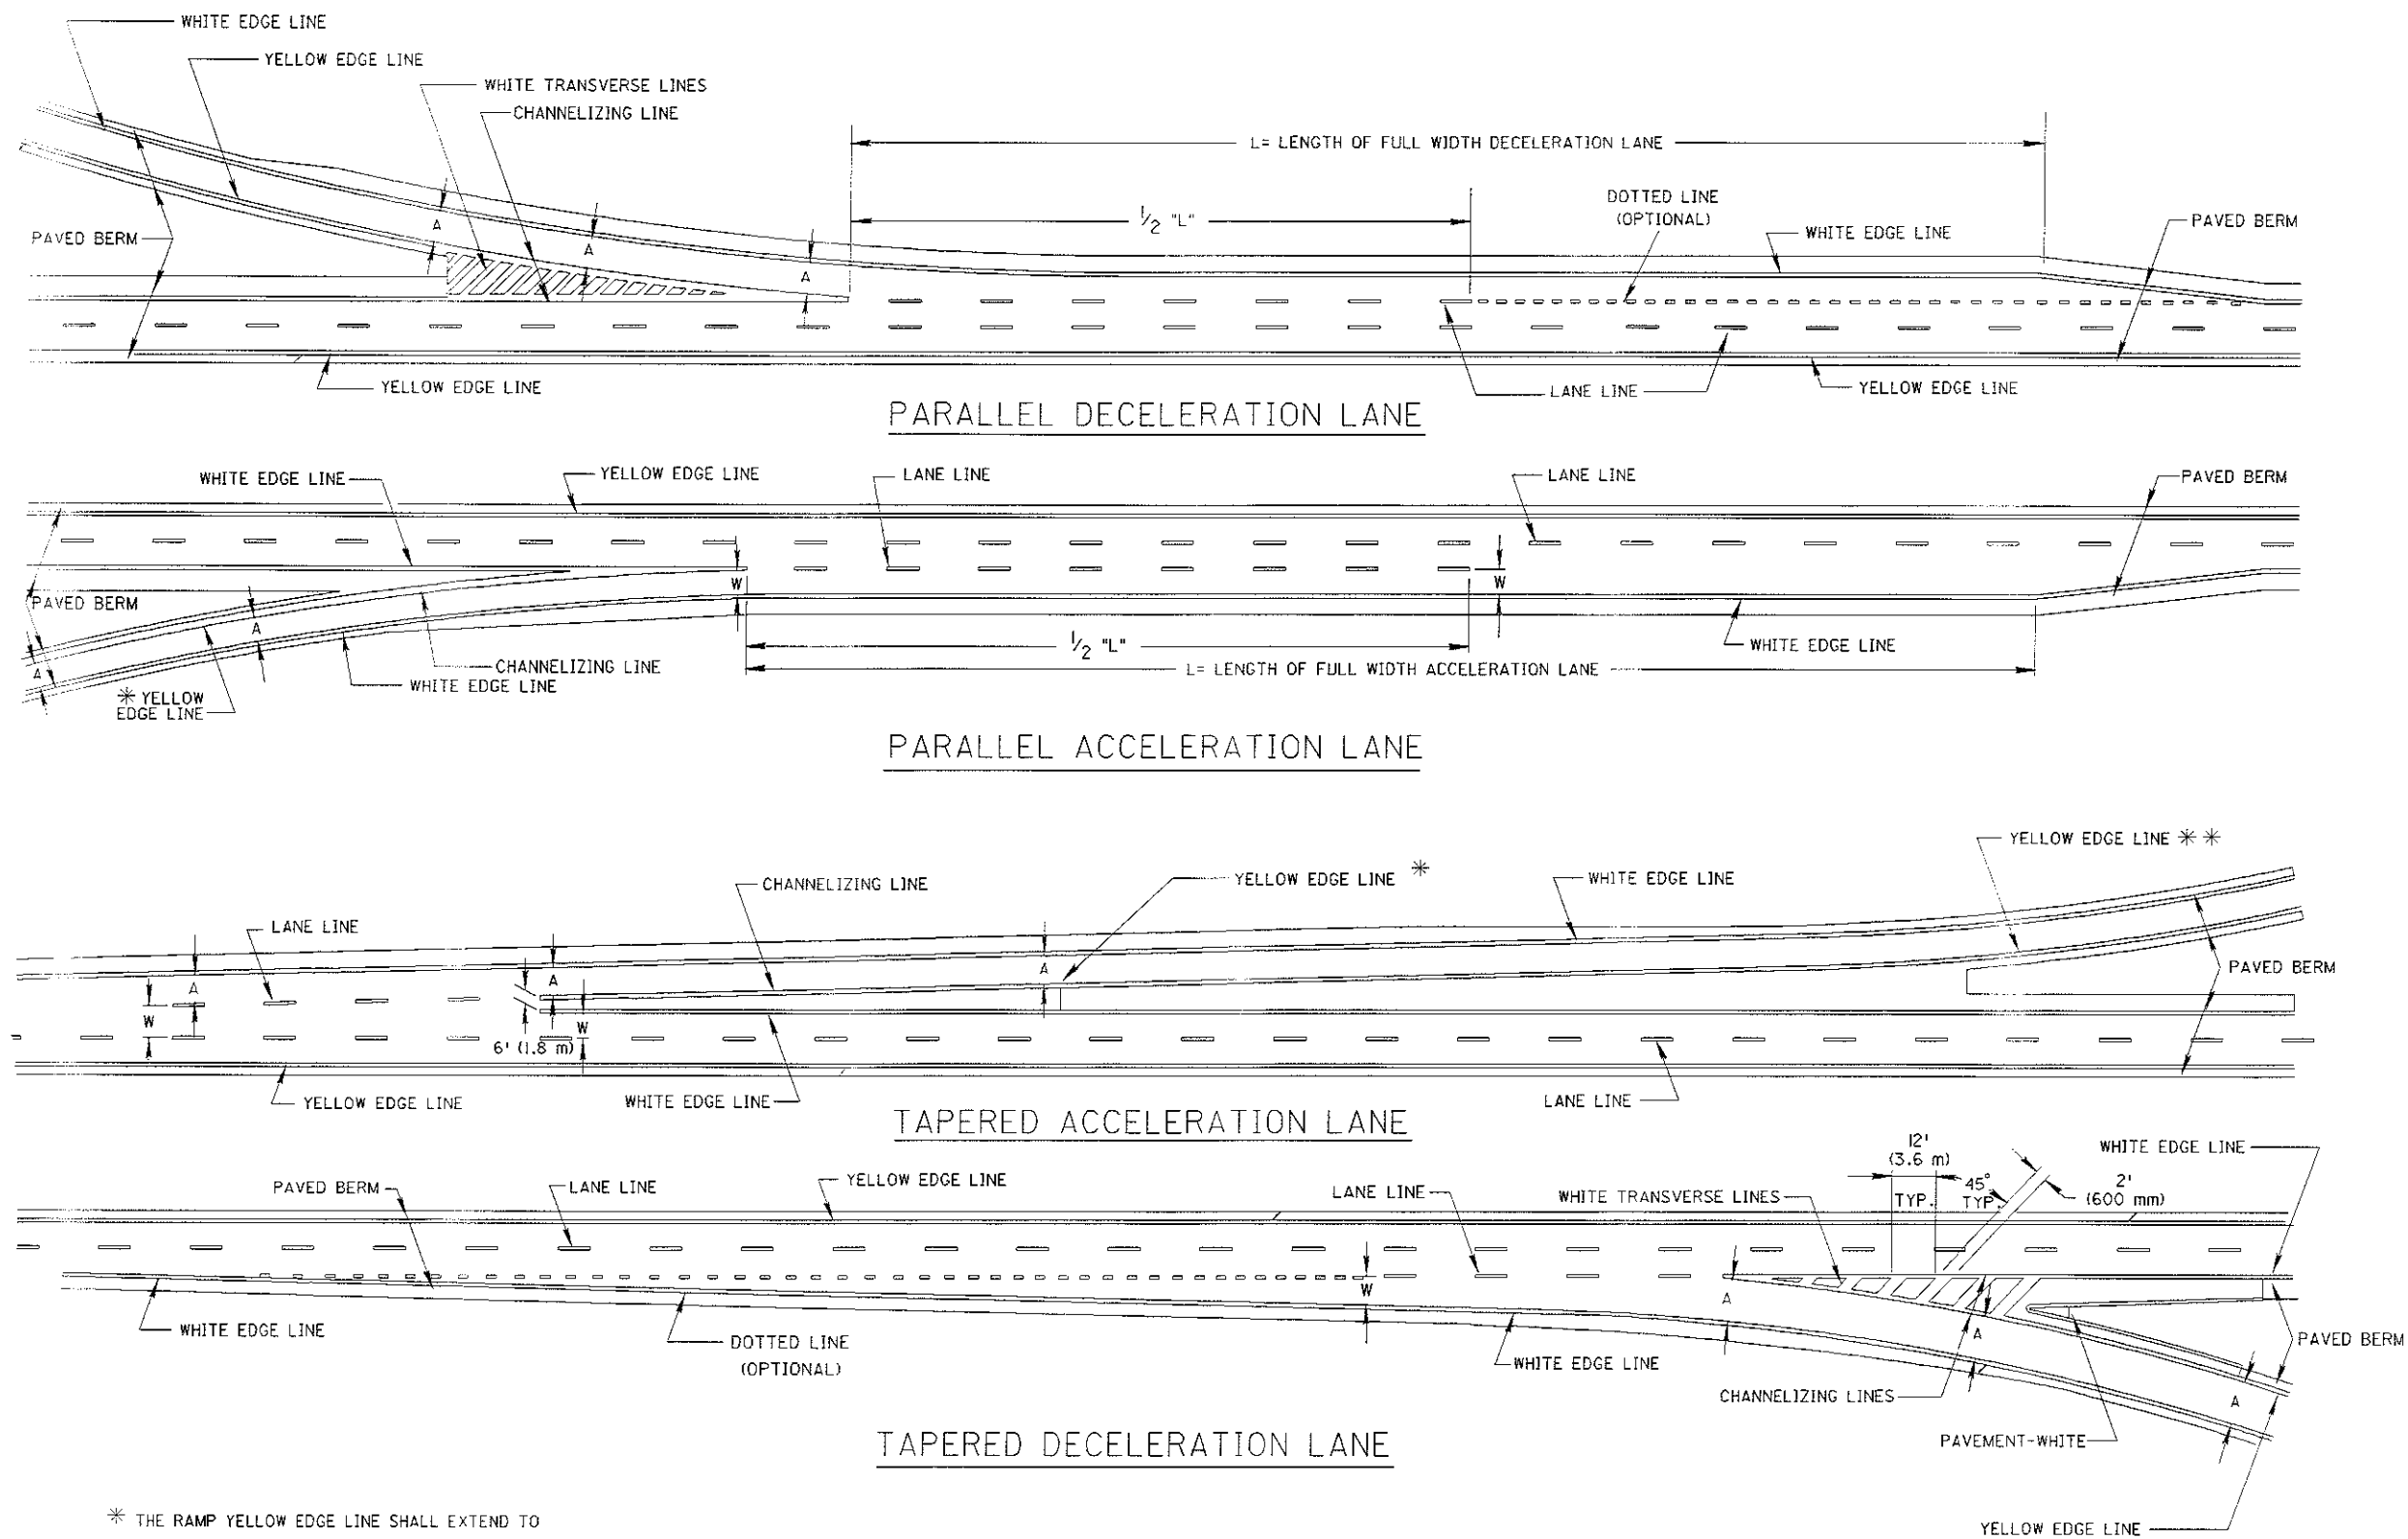 WHITE EDGE LINE
YELLOW EDGE LINE
WHITE TRANSVERSE LINES
CHANNELIZING LINE
L= LENGTH OF FULL WIDTH DECELERATION LANE
DOTTED LINE
(OPTIONAL)
1/2 "L"
PAVED BERM
WHITE EDGE LINE
PAVED BERM
A
A
A
YELLOW EDGE LINE
LANE LINE
YELLOW EDGE LINE
PARALLEL DECELERATION LANE
WHITE EDGE LINE
YELLOW EDGE LINE
LANE LINE
LANE LINE
PAVED BERM
W
W
PAVED BERM
A
A
1/2 "L"
WHITE EDGE LINE
CHANNELIZING LINE
L= LENGTH OF FULL WIDTH ACCELERATION LANE
WHITE EDGE LINE
* YELLOW
EDGE LINE
PARALLEL ACCELERATION LANE
YELLOW EDGE LINE * *
CHANNELIZING LINE
YELLOW EDGE LINE *
WHITE EDGE LINE
LANE LINE
A
A
A
PAVED BERM
W
W
6' (1.8 m)
YELLOW EDGE LINE
WHITE EDGE LINE
LANE LINE
TAPERED ACCELERATION LANE
12'
(3.6 m)
WHITE EDGE LINE
PAVED BERM
LANE LINE
YELLOW EDGE LINE
LANE LINE
WHITE TRANSVERSE LINES
TYP.
45°
TYP.
2'
(600 mm)
W
A
A
A
WHITE EDGE LINE
DOTTED LINE
(OPTIONAL)
WHITE EDGE LINE
PAVED BERM
CHANNELIZING LINES
PAVEMENT-WHITE
TAPERED DECELERATION LANE
* THE RAMP YELLOW EDGE LINE SHALL EXTEND TO
YELLOW EDGE LINE